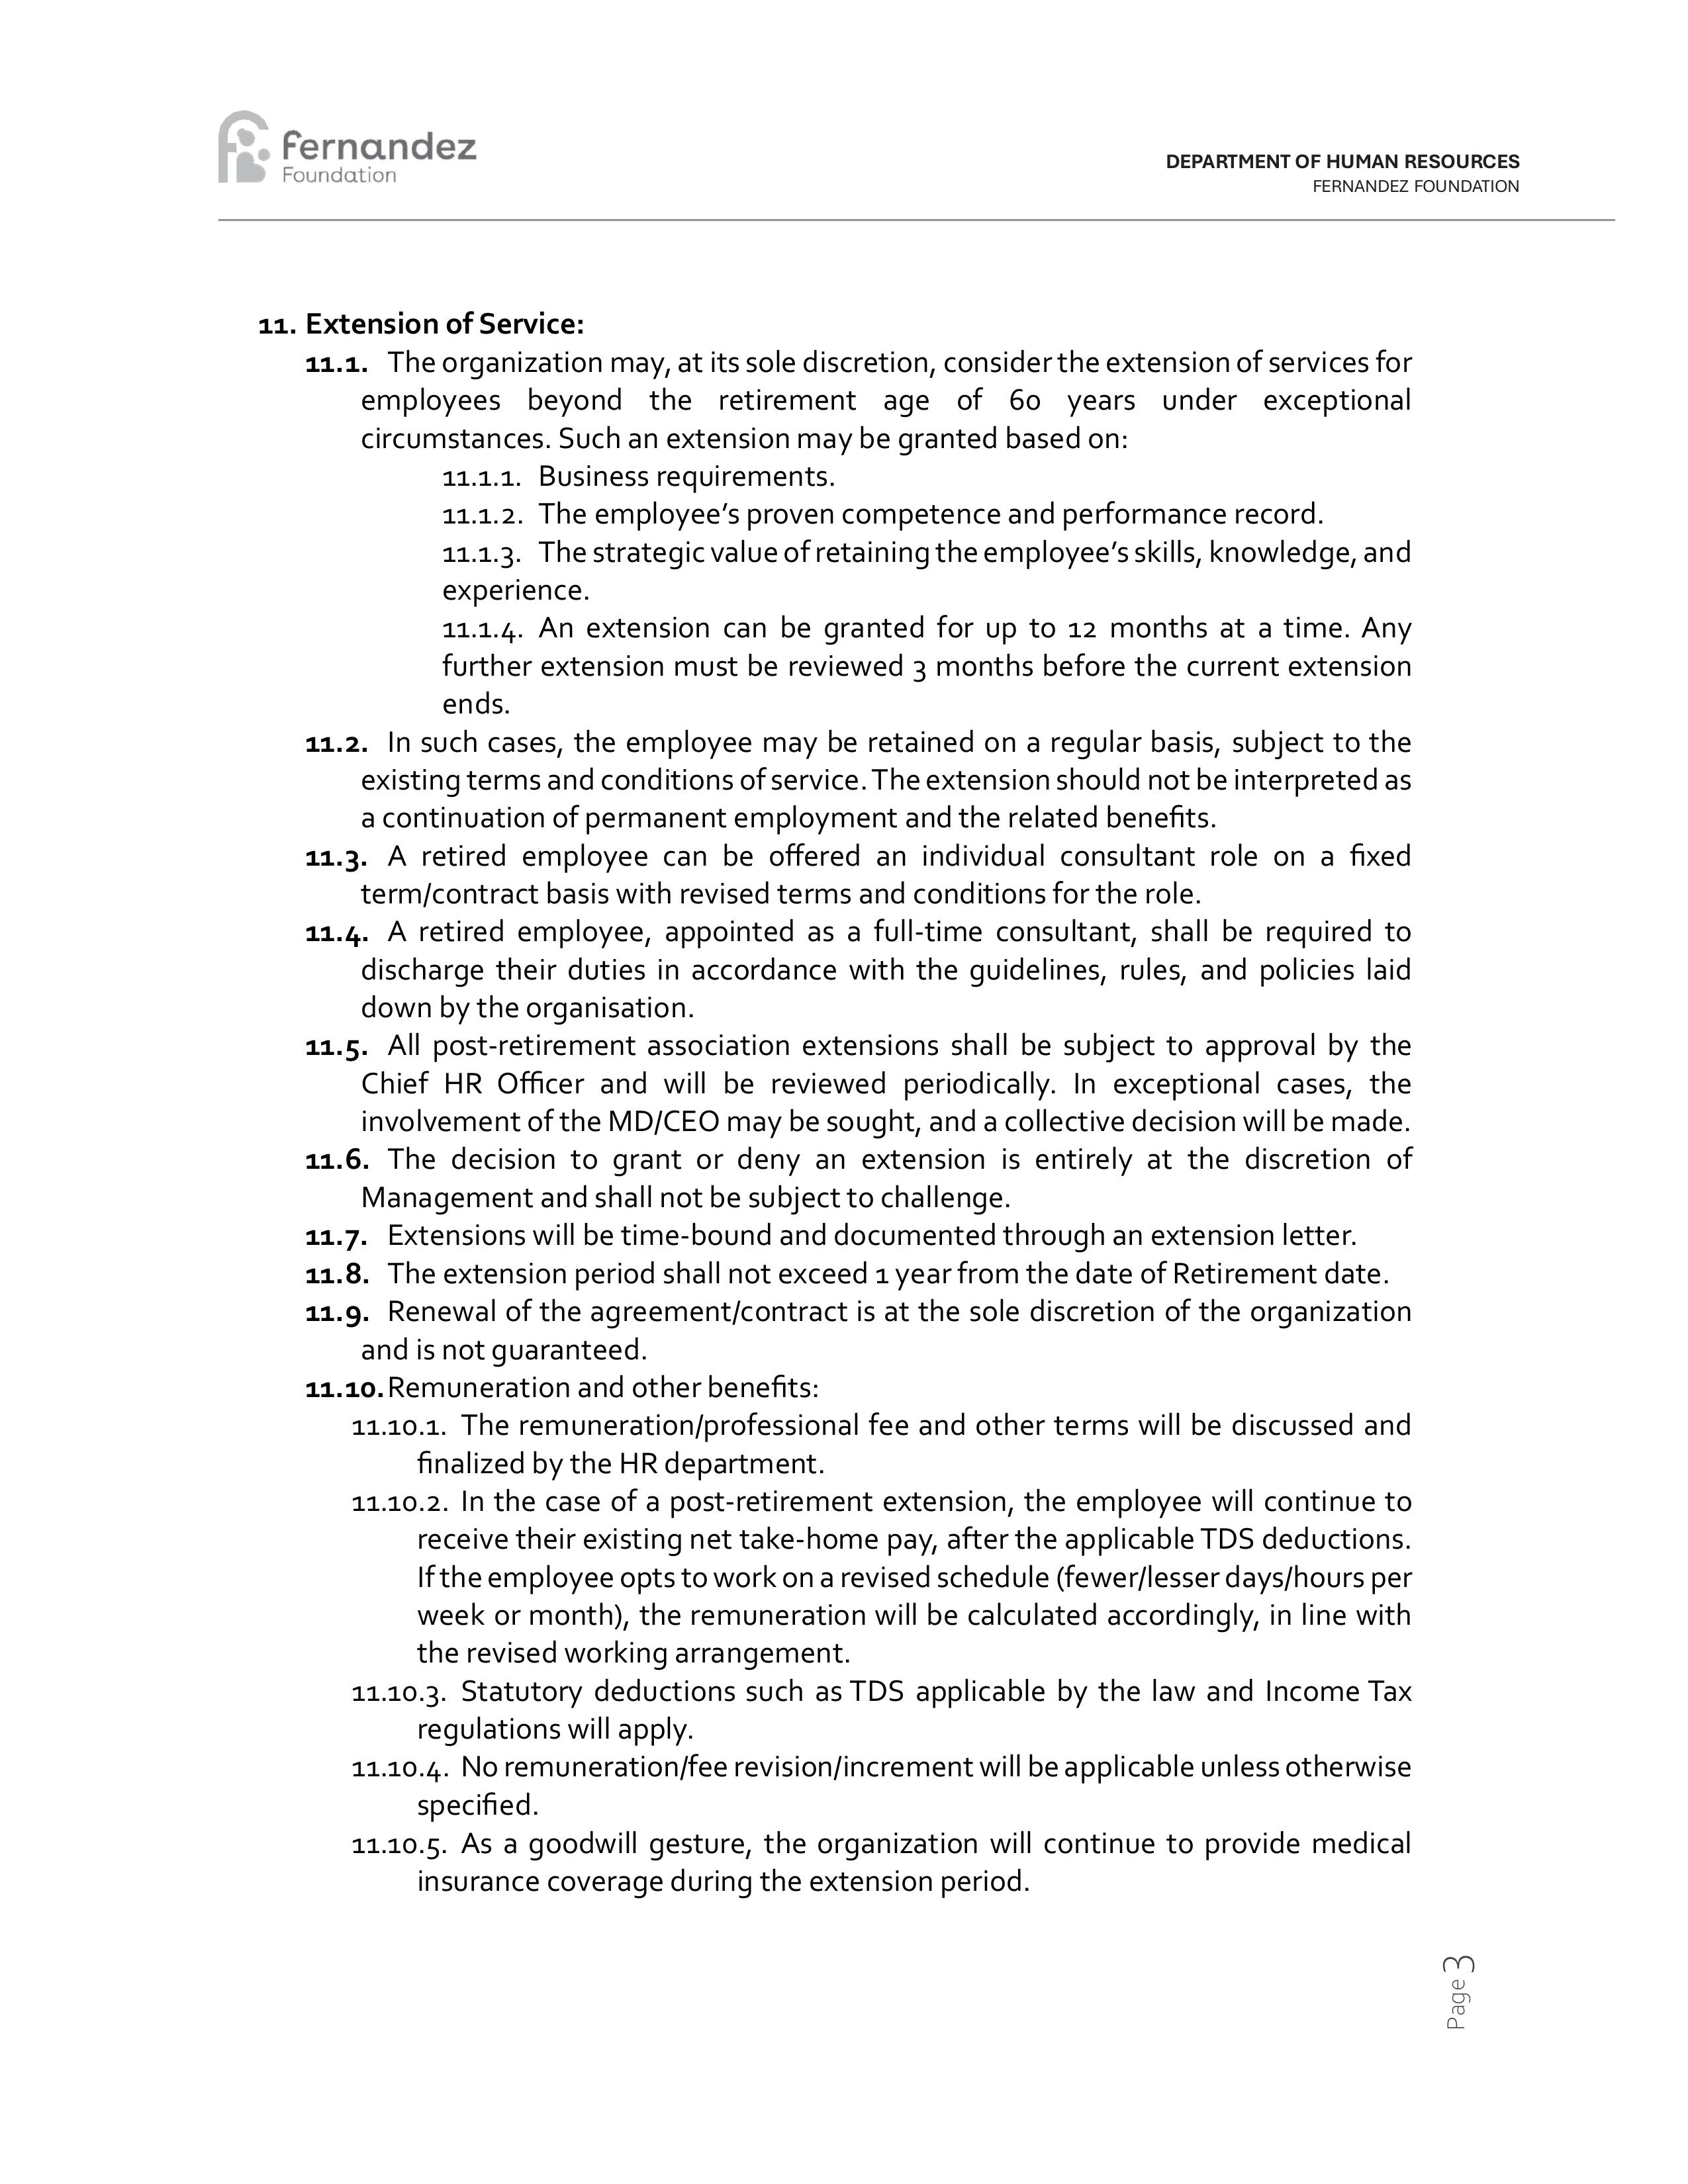 fernandez
Foundation
DEPARTMENT OF HUMAN RESOURCES
FERNANDEZ FOUNDATION
11. Extension of Service:
11.1. The organization may, at its sole discretion, consider the extension of services for
employees beyond the retirement age of 60 years under exceptional
circumstances. Such an extension may be granted based on:
11.1.1. Business requirements.
11.1.2. The employee’s proven competence and performance record.
11.1.3. The strategic value of retaining the employee’s skills, knowledge, and
experience.
11.1.4. An extension can be granted for up to 12 months at a time. Any
further extension must be reviewed 3 months before the current extension
ends.
11.2. In such cases, the employee may be retained on a regular basis, subject to the
existing terms and conditions of service. The extension should not be interpreted as
a continuation of permanent employment and the related benefits.
11.3. A retired employee can be offered an individual consultant role on a fixed
term/contract basis with revised terms and conditions for the role.
11.4. A retired employee, appointed as a full-time consultant, shall be required to
discharge their duties in accordance with the guidelines, rules, and policies laid
down by the organisation.
11.5. All post-retirement association extensions shall be subject to approval by the
Chief HR Officer and will be reviewed periodically. In exceptional cases, the
involvement of the MD/CEO may be sought, and a collective decision will be made.
11.6. The decision to grant or deny an extension is entirely at the discretion of
Management and shall not be subject to challenge.
11.7. Extensions will be time-bound and documented through an extension letter.
11.8. The extension period shall not exceed 1 year from the date of Retirement date.
11.9. Renewal of the agreement/contract is at the sole discretion of the organization
and is not guaranteed.
11.10. Remuneration and other benefits:
11.10.1. The remuneration/professional fee and other terms will be discussed and
finalized by the HR department.
11.10.2. In the case of a post-retirement extension, the employee will continue to
receive their existing net take-home pay, after the applicable TDS deductions.
If the employee opts to work on a revised schedule (fewer/lesser days/hours per
week or month), the remuneration will be calculated accordingly, in line with
the revised working arrangement.
11.10.3. Statutory deductions such as TDS applicable by the law and Income Tax
regulations will apply.
11.10.4. No remuneration/fee revision/increment will be applicable unless otherwise
specified.
11.10.5. As a goodwill gesture, the organization will continue to provide medical
insurance coverage during the extension period.
Page 3